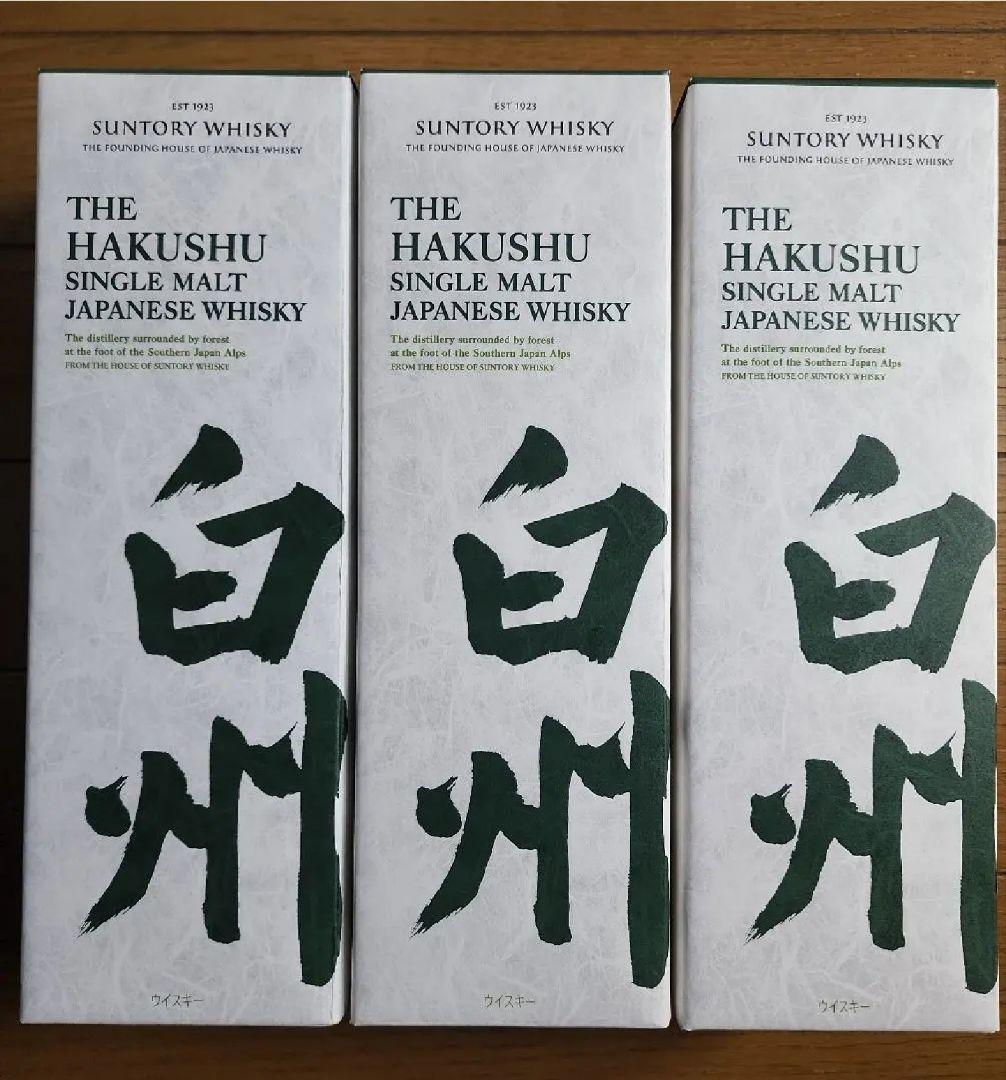 EST 1923
SUNTORY WHISKY
THE FOUNDING HOUSE OF JAPANESE WHISKY
THE
HAKUSHU
SINGLE MALT
JAPANESE WHISKY
The distillery surrounded by forest
at the foot of the Southern Japan Alps
FROM THE HOUSE OF SUNTORY WHISKY
白州
ウイスキー
EST 1923
SUNTORY WHISKY
THE FOUNDING HOUSE OF JAPANESE WHISKY
THE
HAKUSHU
SINGLE MALT
JAPANESE WHISKY
The distillery surrounded by forest
at the foot of the Southern Japan Alps
FROM THE HOUSE OF SUNTORY WHISKY
白州
ウイスキー
EST 1923
SUNTORY WHISKY
THE FOUNDING HOUSE OF JAPANESE WHISKY
THE
HAKUSHU
SINGLE MALT
JAPANESE WHISKY
The distillery surrounded by forest
at the foot of the Southern Japan Alps
FROM THE HOUSE OF SUNTORY WHISKY
白州
ウイスキー